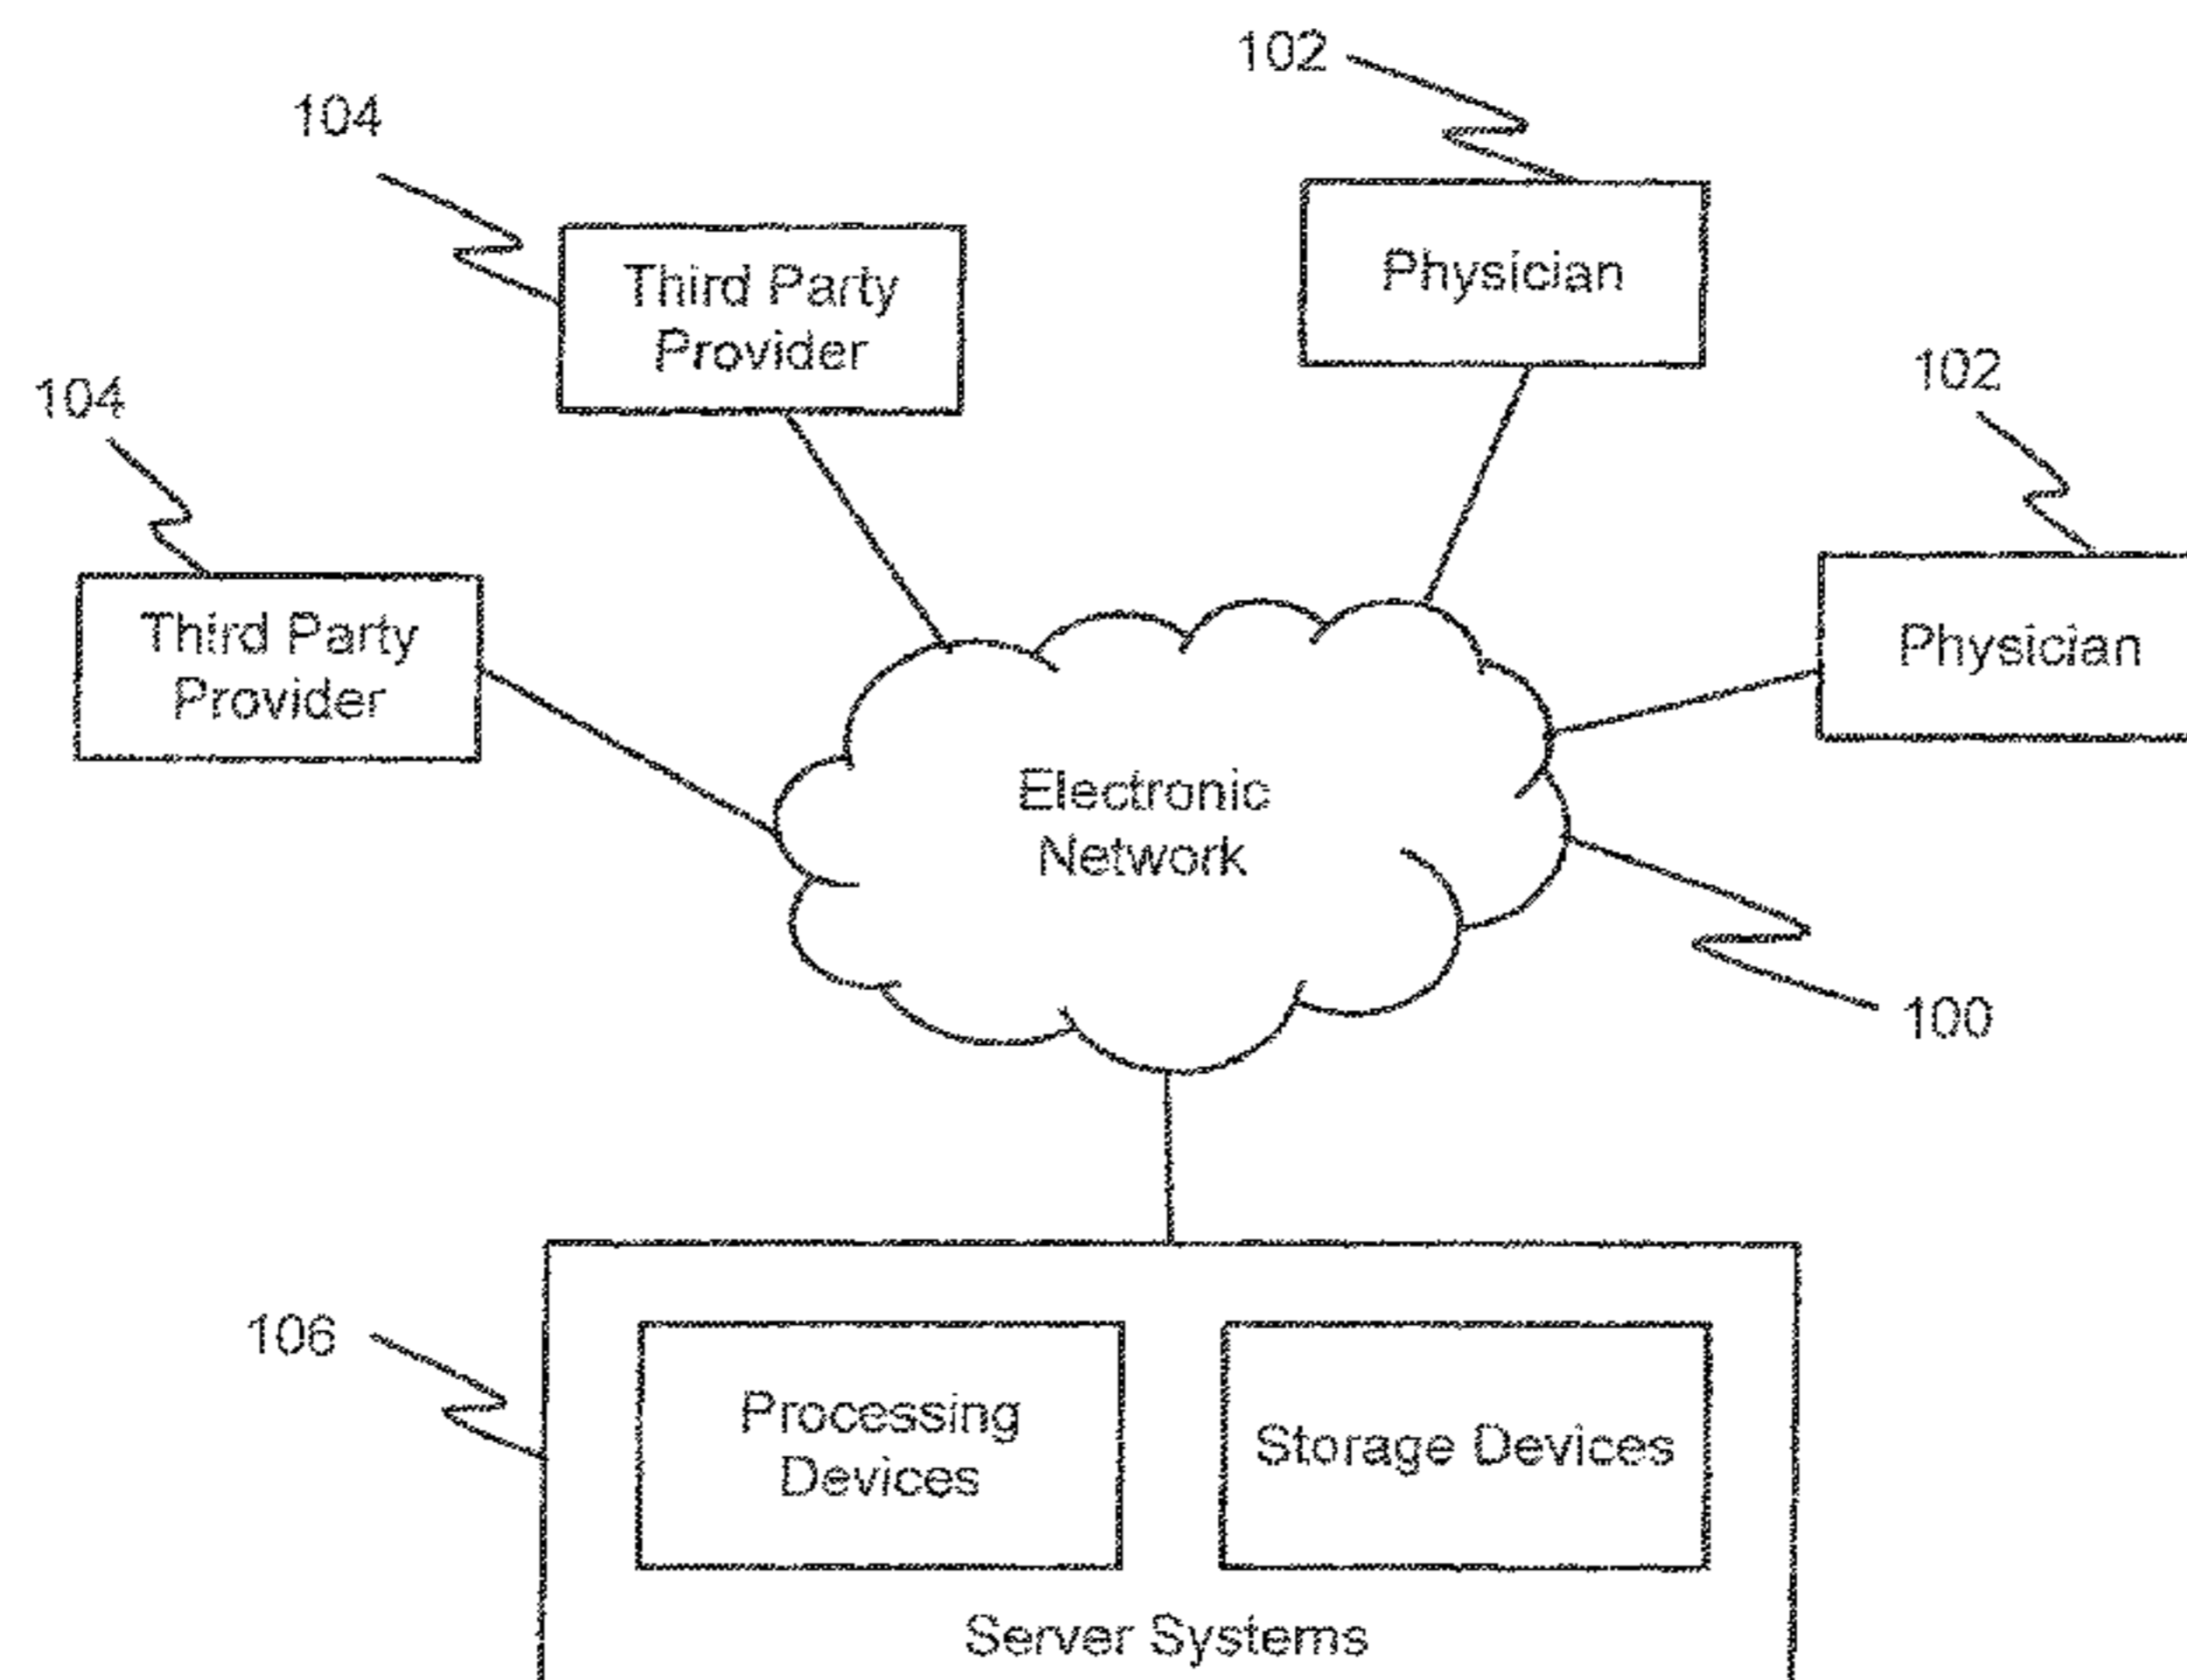 102
104
Third Party
Provider
Physician
104
102
Third Party
Provider
Physician
Electronic
Network
100
106
Processing
Devices
Storage Devices
Server Systems